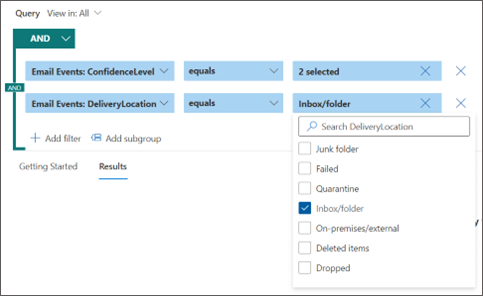 Query View in: All
AND
Email Events: ConfidenceLevel equals 2 selected
AND
Email Events: DeliveryLocation equals Inbox/folder
Add filter Add subgroup
Search DeliveryLocation
Junk folder
Getting Started Results
Failed
Quarantine
Inbox/folder
On-premises/external
Deleted items
Dropped